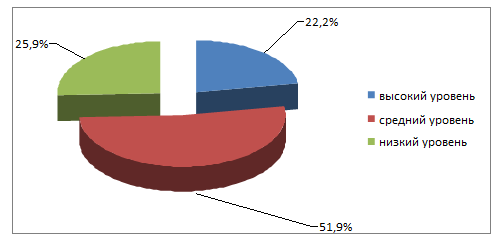 22,2%
25,9%
высокий уровень
средний уровень
низкий уровень
51,9%